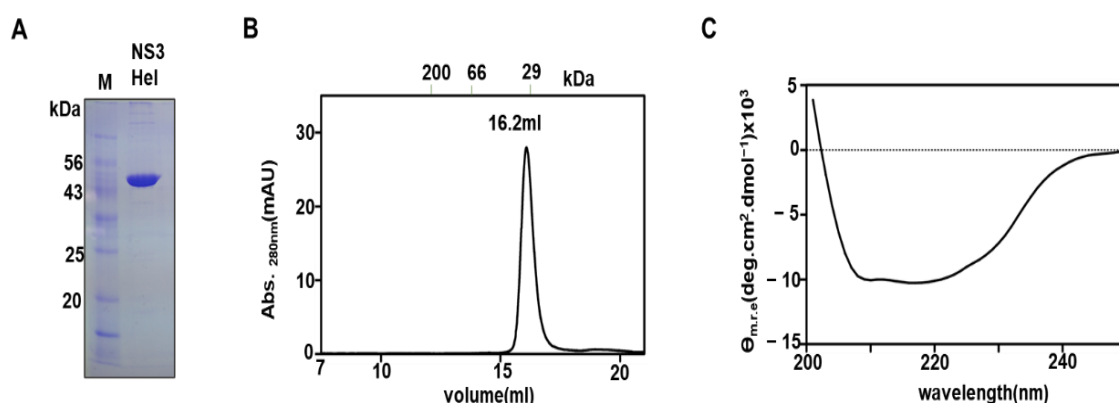 A
NS3
M Hel
kDa
56
43
25
20
B
200 66 29 kDa
16.2ml
30
20
10
0
Abs. 280nm(mAU)
7 10 15 20
volume(ml)
C
5
0
−5
−10
−15
Θm.r.e(deg.cm².dmol⁻¹)x10³
200 220 240
wavelength(nm)